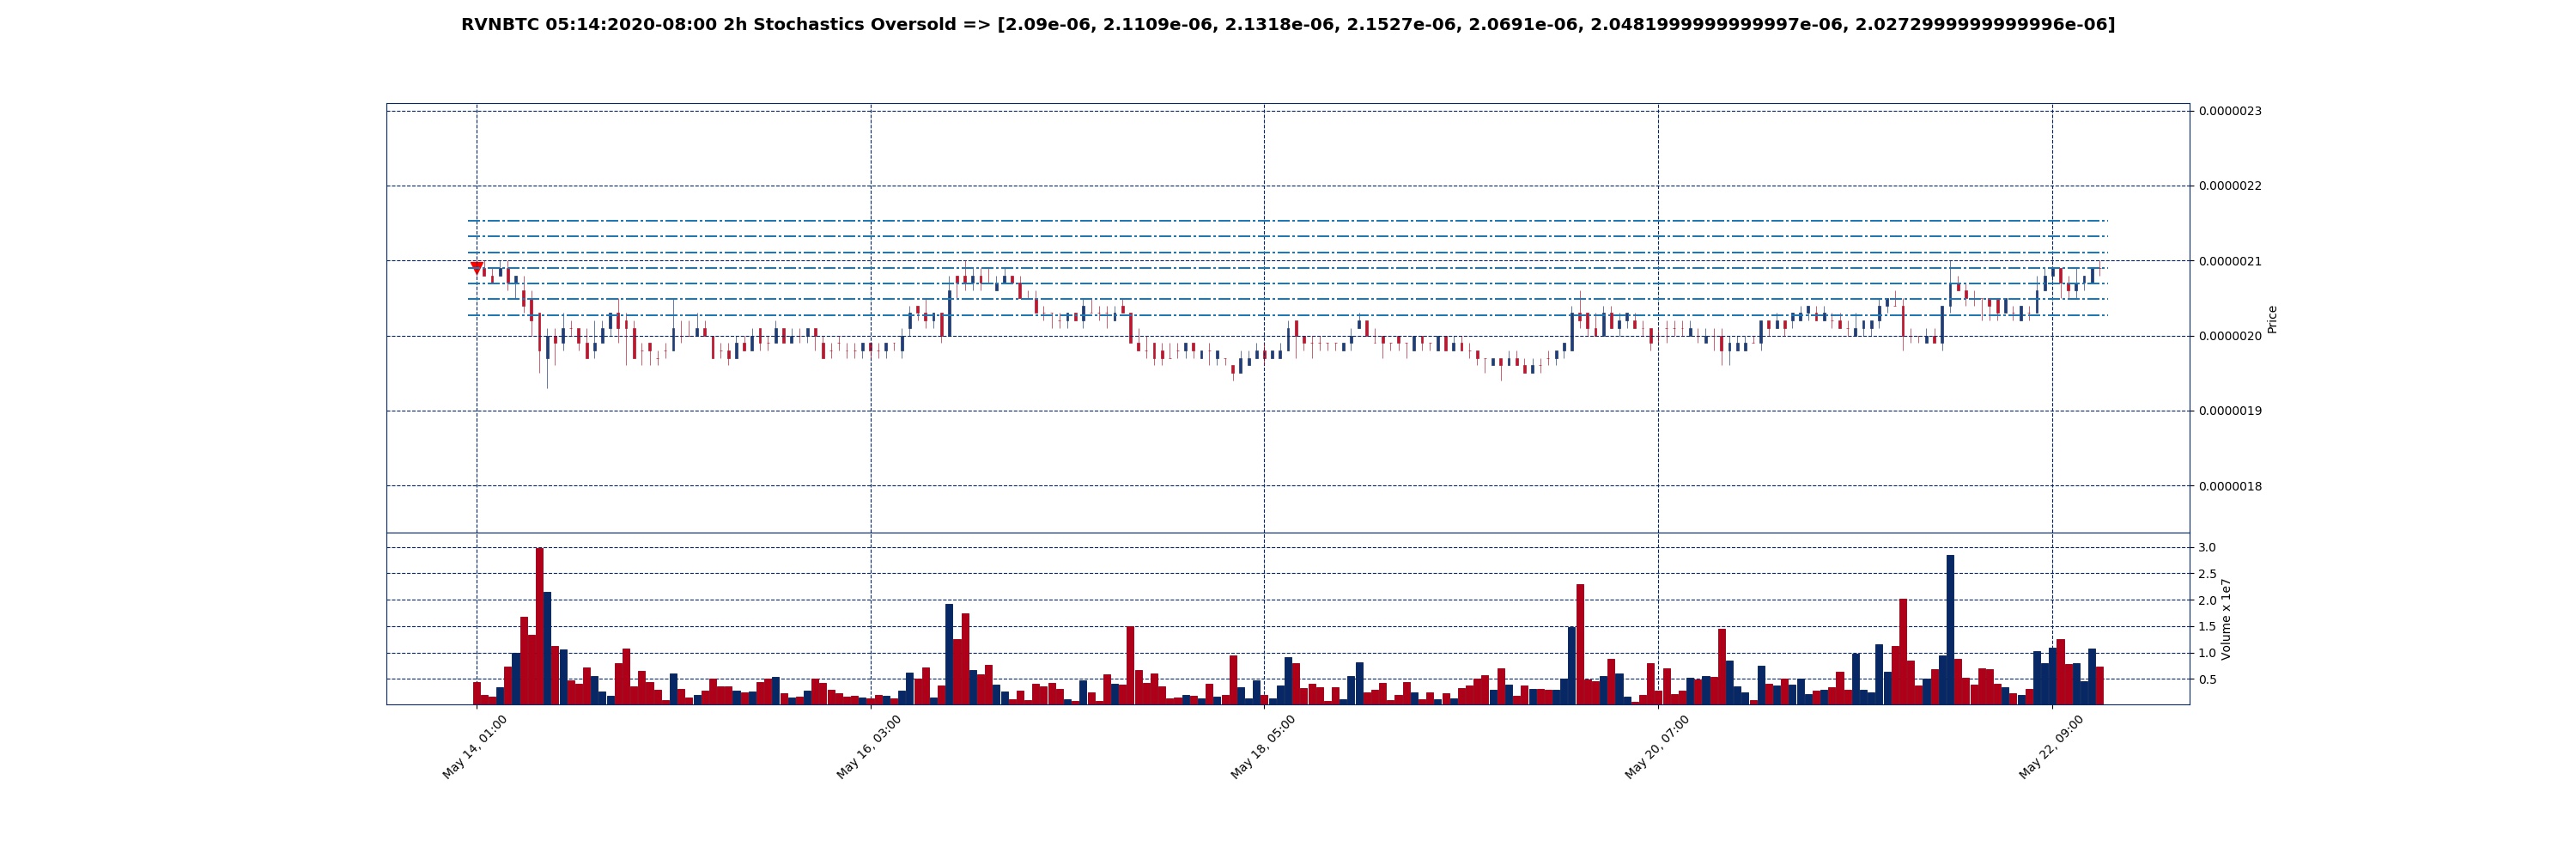 RVNBTC 05:14:2020-08:00 2h Stochastics Oversold => [2.09e-06, 2.1109e-06, 2.1318e-06, 2.1527e-06, 2.0691e-06, 2.0481999999999997e-06, 2.0272999999999996e-06]
0.0000023
0.0000022
0.0000021
0.0000020
0.0000019
0.0000018
Price
3.0
2.5
2.0
1.5
1.0
0.5
Volume x 1e7
May 14, 01:00
May 16, 03:00
May 18, 05:00
May 20, 07:00
May 22, 09:00